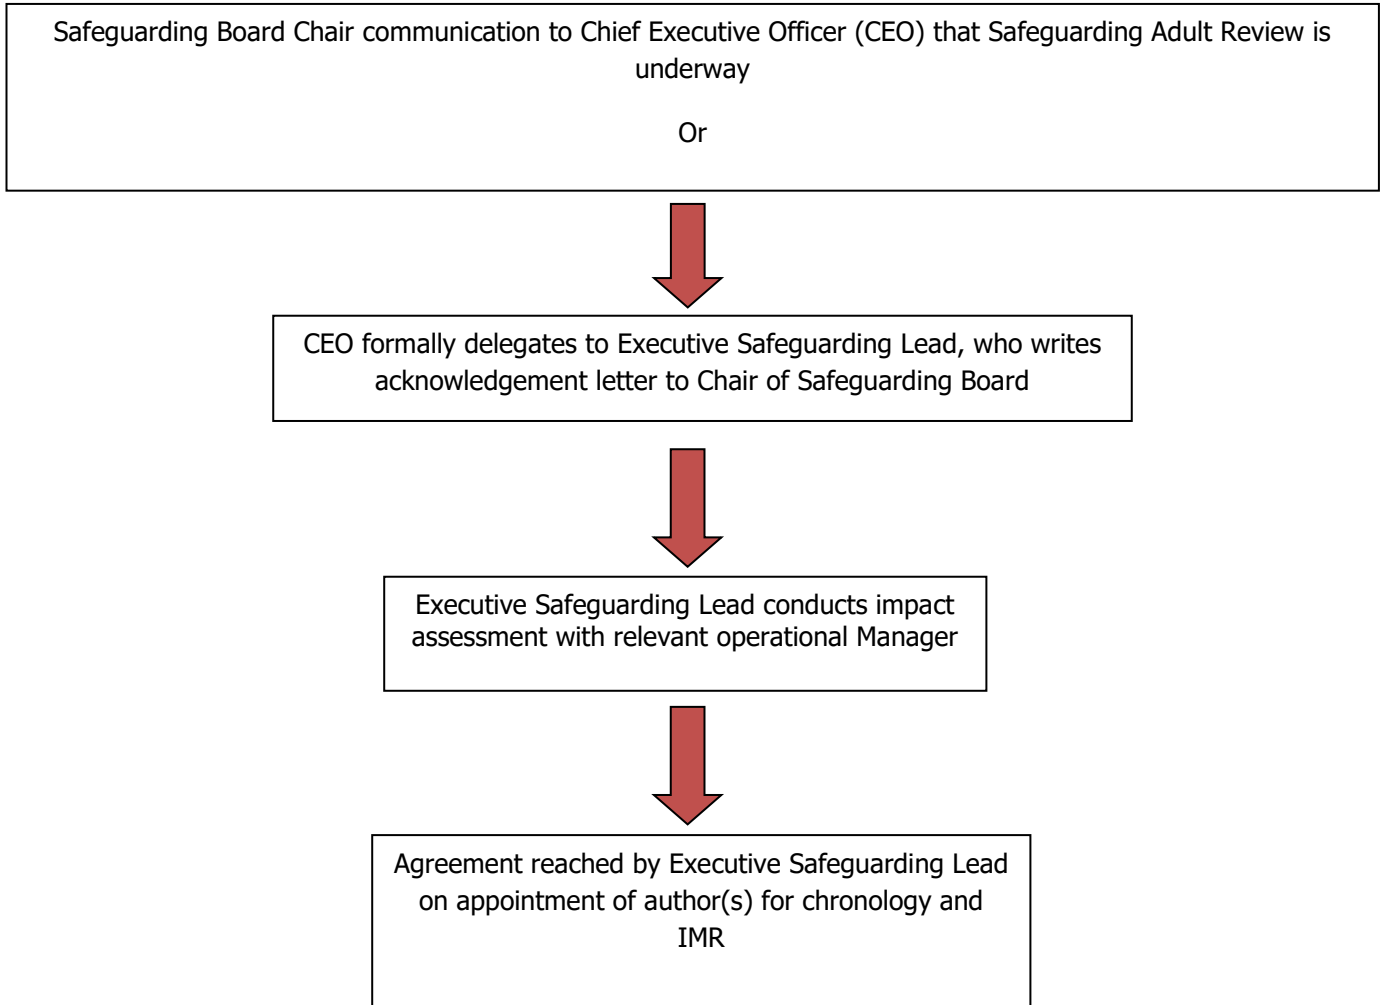 Safeguarding Board Chair communication to Chief Executive Officer (CEO) that Safeguarding Adult Review is
underway
Or
CEO formally delegates to Executive Safeguarding Lead, who writes
acknowledgement letter to Chair of Safeguarding Board
Executive Safeguarding Lead conducts impact
assessment with relevant operational Manager
Agreement reached by Executive Safeguarding Lead
on appointment of author(s) for chronology and
IMR